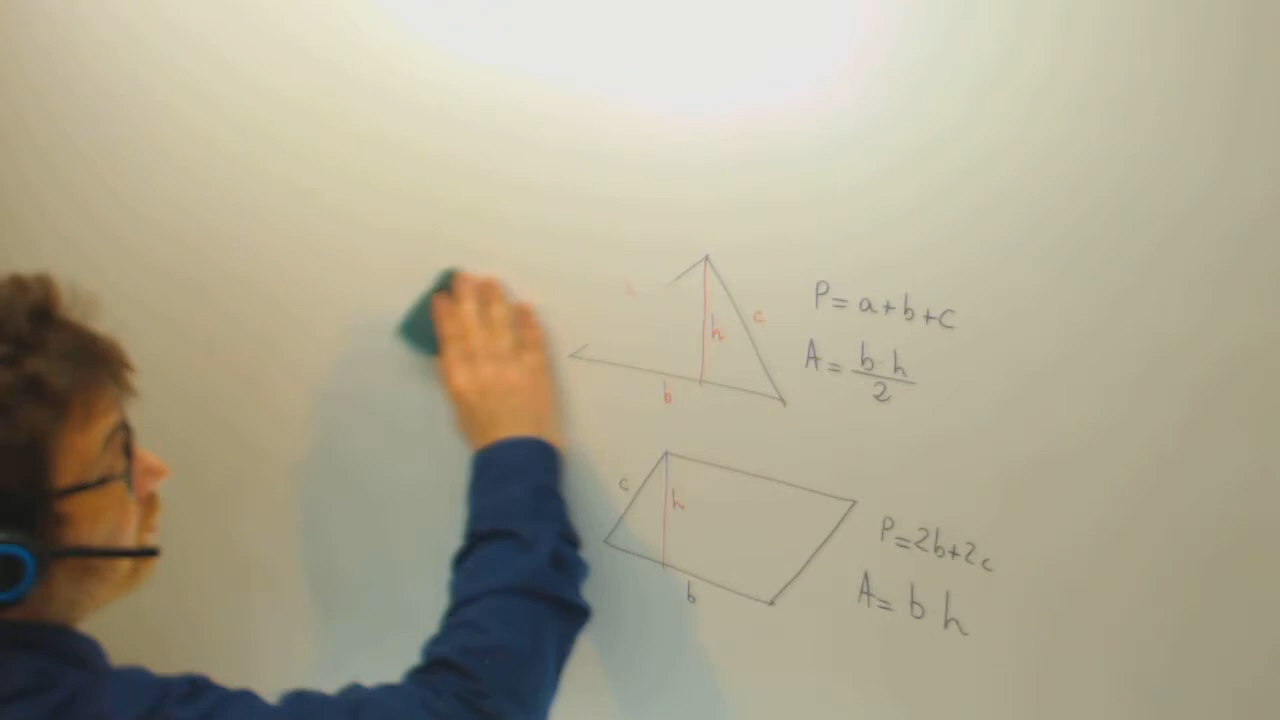 h
c
b
P = a + b + c
A = b · h / 2
c
h
b
P = 2b + 2c
A = b h